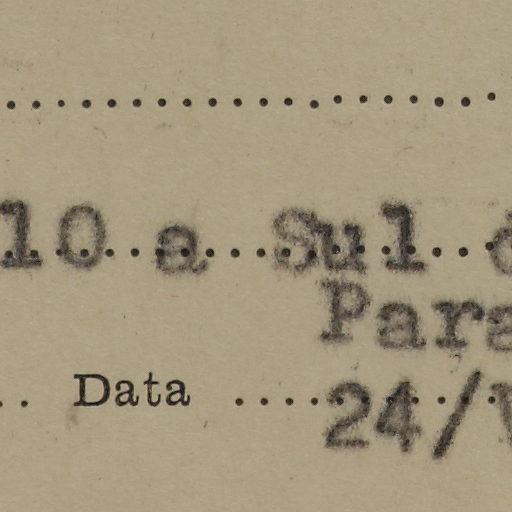 10 a Sul
Para
Data 24/